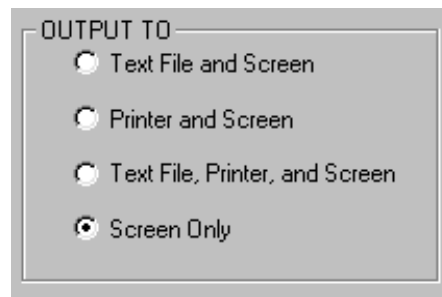 OUTPUT TO
Text File and Screen
Printer and Screen
Text File, Printer, and Screen
Screen Only